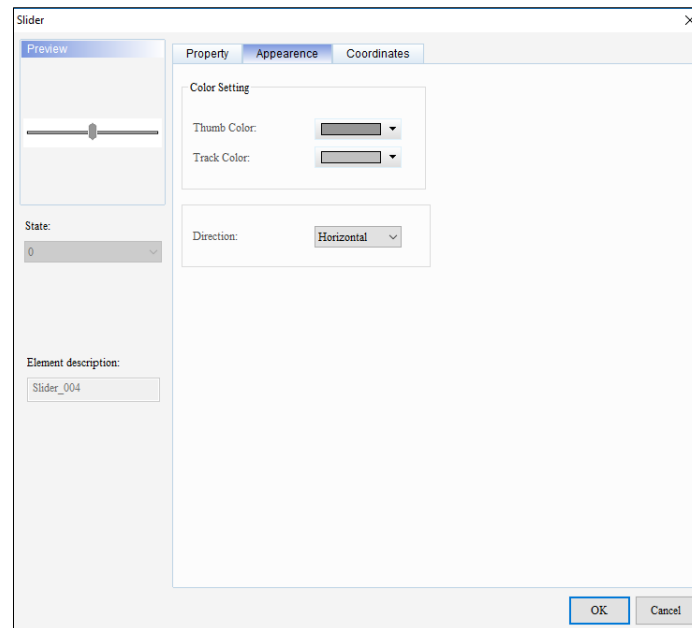 Slider
Preview
Property Appearence Coordinates
Color Setting
Thumb Color:
Track Color:
State:
0
Direction: Horizontal
Element description:
Slider_004
OK Cancel